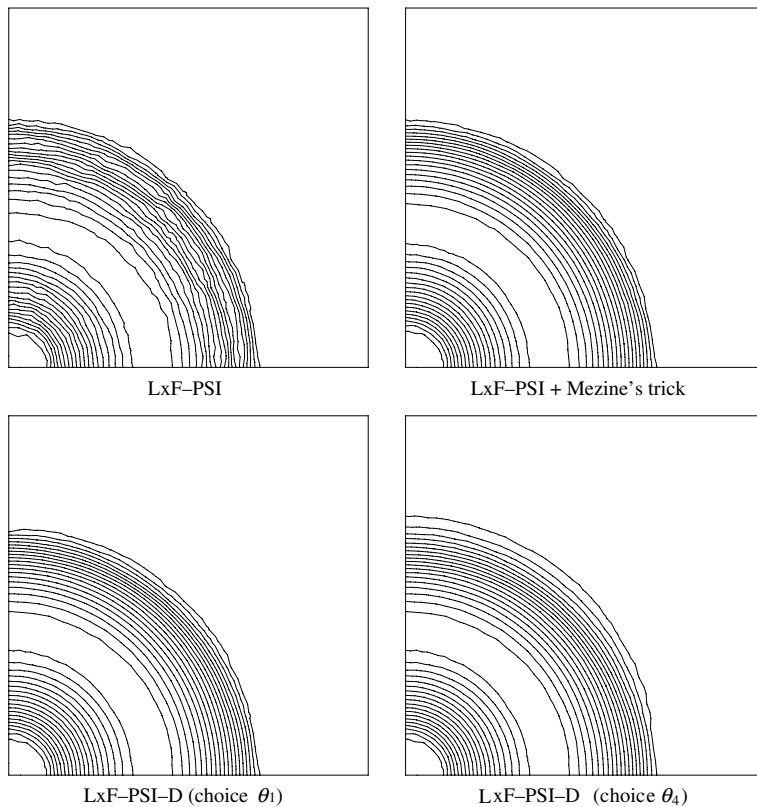 LxF–PSI
LxF–PSI + Mezine's trick
LxF–PSI–D (choice θ1)
LxF–PSI–D (choice θ4)